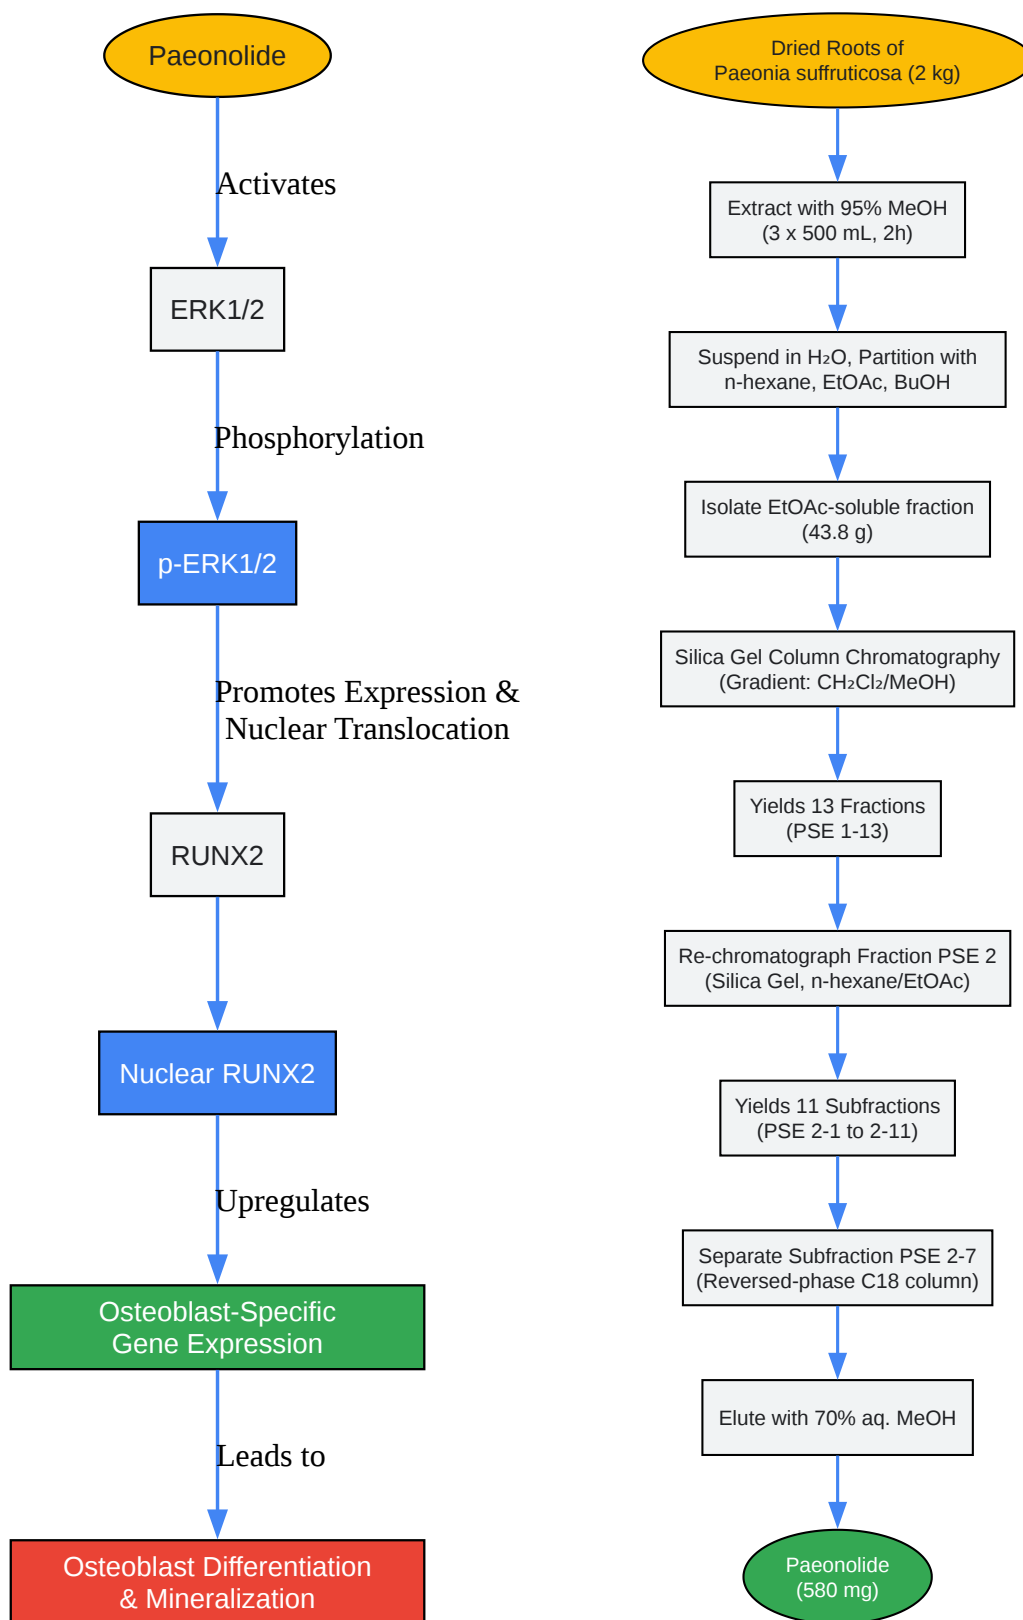 Paeonolide
Activates
ERK1/2
Phosphorylation
p-ERK1/2
Promotes Expression &
Nuclear Translocation
RUNX2
Nuclear RUNX2
Upregulates
Osteoblast-Specific
Gene Expression
Leads to
Osteoblast Differentiation
& Mineralization
Dried Roots of
Paeonia suffruticosa (2 kg)
Extract with 95% MeOH
(3 x 500 mL, 2h)
Suspend in H₂O, Partition with
n-hexane, EtOAc, BuOH
Isolate EtOAc-soluble fraction
(43.8 g)
Silica Gel Column Chromatography
(Gradient: CH₂Cl₂/MeOH)
Yields 13 Fractions
(PSE 1-13)
Re-chromatograph Fraction PSE 2
(Silica Gel, n-hexane/EtOAc)
Yields 11 Subfractions
(PSE 2-1 to 2-11)
Separate Subfraction PSE 2-7
(Reversed-phase C18 column)
Elute with 70% aq. MeOH
Paeonolide
(580 mg)